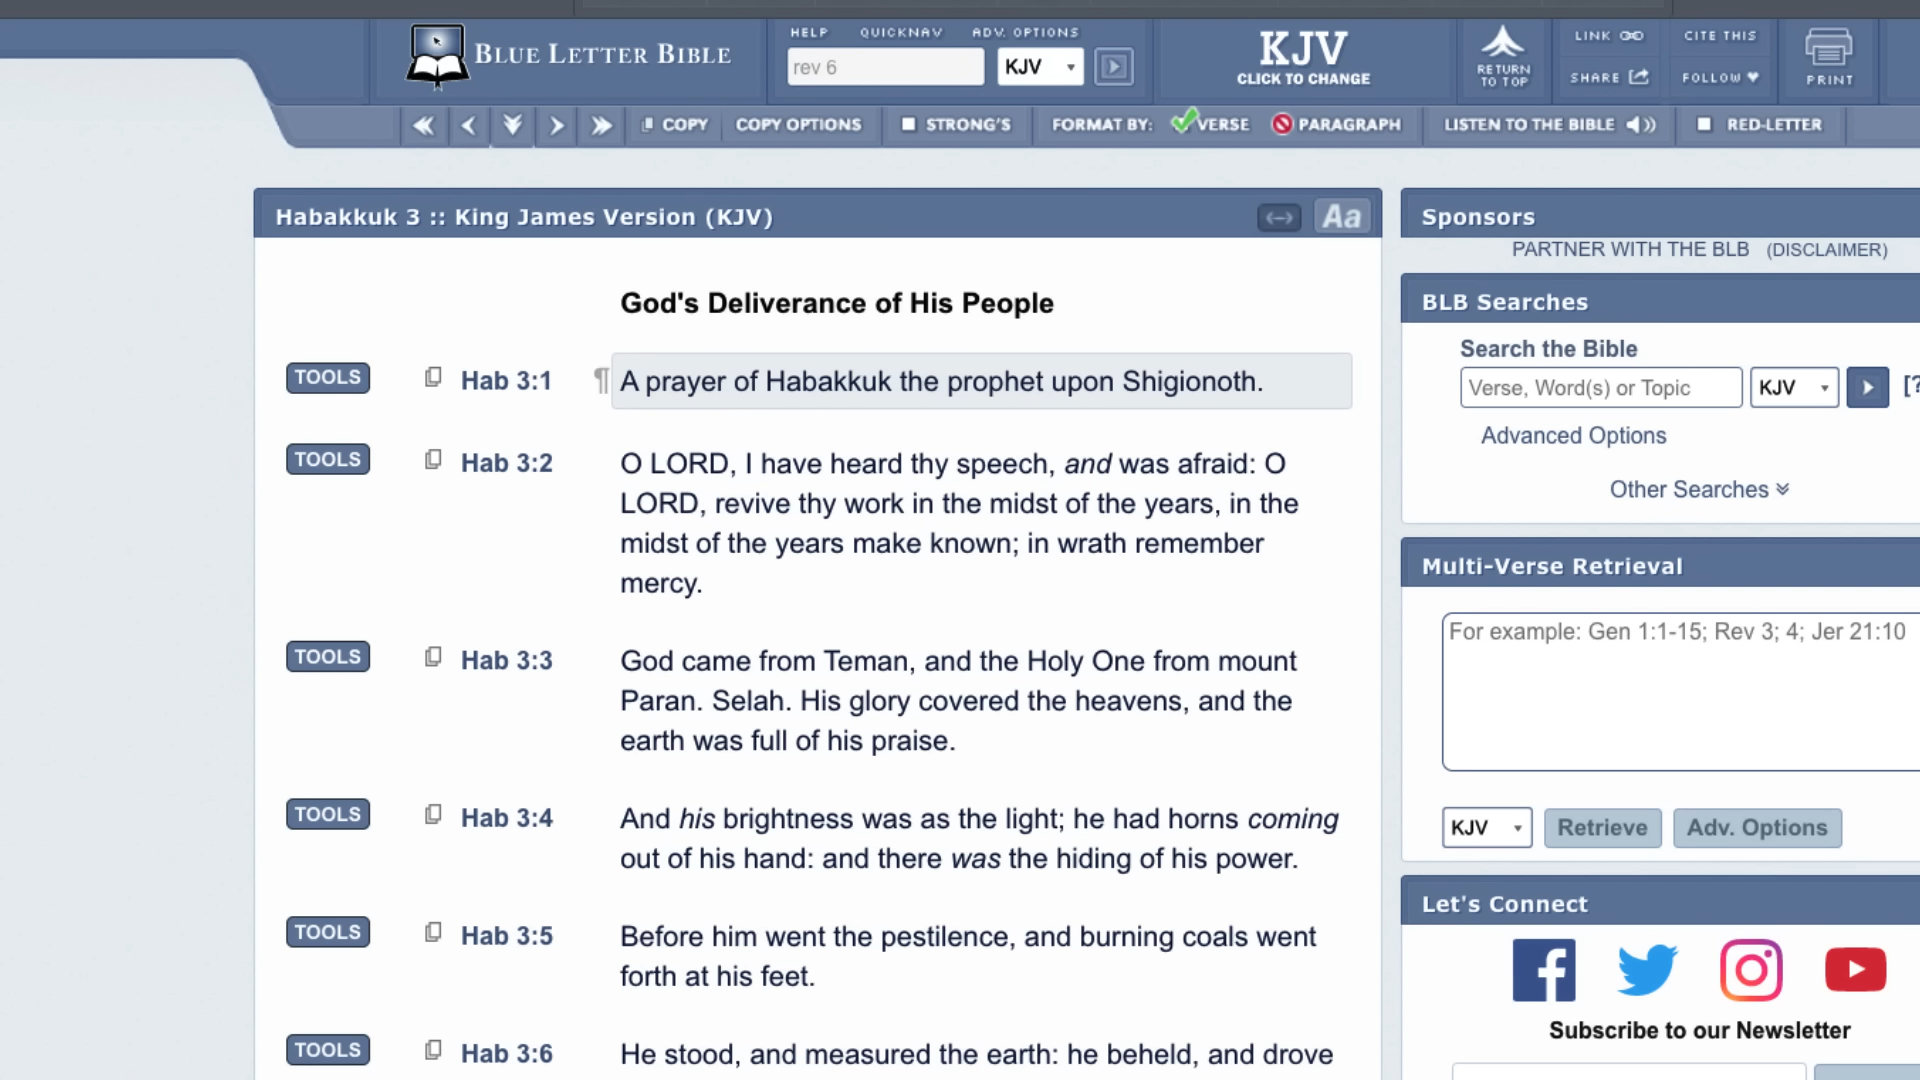 BLUE LETTER BIBLE
HELP QUICKNAV ADV. OPTIONS
rev 6 KJV
KJV
CLICK TO CHANGE
RETURN
TO TOP
LINK
SHARE
CITE THIS
FOLLOW
PRINT
COPY COPY OPTIONS STRONG'S FORMAT BY: VERSE PARAGRAPH LISTEN TO THE BIBLE RED-LETTER
Habakkuk 3 :: King James Version (KJV)
Aa
God's Deliverance of His People
TOOLS Hab 3:1 ¶ A prayer of Habakkuk the prophet upon Shigionoth.
TOOLS Hab 3:2 O LORD, I have heard thy speech, and was afraid: O
LORD, revive thy work in the midst of the years, in the
midst of the years make known; in wrath remember
mercy.
TOOLS Hab 3:3 God came from Teman, and the Holy One from mount
Paran. Selah. His glory covered the heavens, and the
earth was full of his praise.
TOOLS Hab 3:4 And his brightness was as the light; he had horns coming
out of his hand: and there was the hiding of his power.
TOOLS Hab 3:5 Before him went the pestilence, and burning coals went
forth at his feet.
TOOLS Hab 3:6 He stood, and measured the earth: he beheld, and drove
Sponsors
PARTNER WITH THE BLB (DISCLAIMER)
BLB Searches
Search the Bible
Verse, Word(s) or Topic KJV [?
Advanced Options
Other Searches
Multi-Verse Retrieval
For example: Gen 1:1-15; Rev 3; 4; Jer 21:10
KJV Retrieve Adv. Options
Let's Connect
Subscribe to our Newsletter